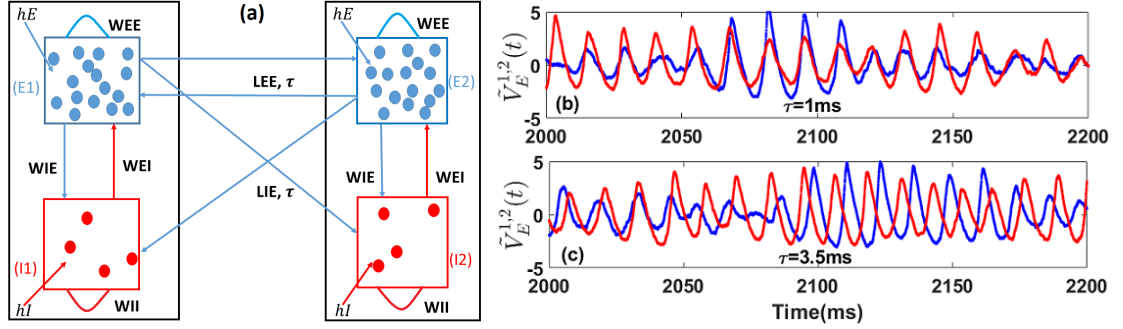 (a)
hE
WEE
hE
WEE
(E1)
(E2)
LEE, τ
WIE
WEI
WIE
WEI
LIE, τ
(I1)
(I2)
hI
WII
hI
WII
Ṽ_E^{1,2}(t)
5
0
-5
(b)
τ=1ms
2000 2050 2100 2150 2200
Ṽ_E^{1,2}(t)
5
0
-5
(c)
τ=3.5ms
2000 2050 2100 2150 2200
Time(ms)